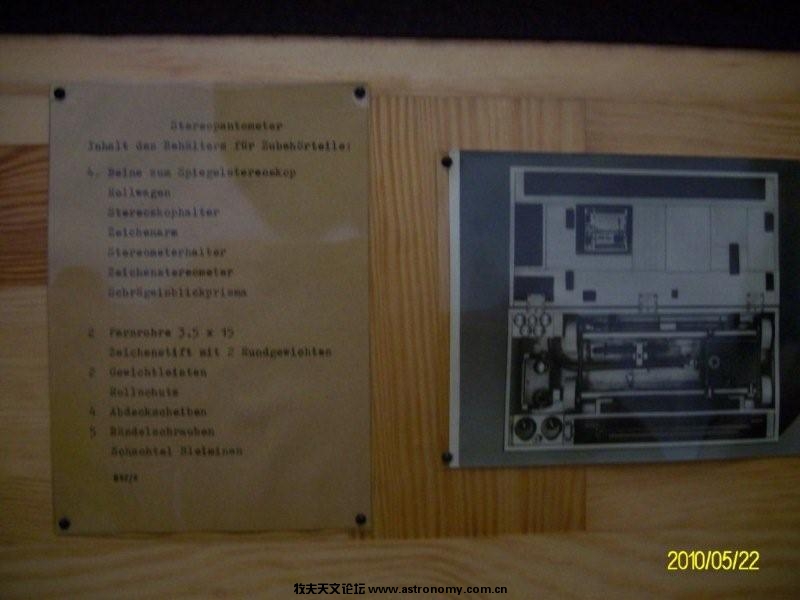 Stereopantometer
Inhalt des Behälters für Zubehörteile:
4. Beine zum Spiegelstereoskop
Rollwagen
Stereoskophalter
Zeichenarm
Stereometerhalter
Zeichenstereometer
Schrägeinblickprisma
2 Fernrohre 3.5 x 15
Zeichenstift mit 2 Rundgewichten
2 Gewichtleisten
Rollschutz
4 Abdeckscheiben
5 Rändelschrauben
Schachtel Bleiminen
2010/05/22
牧夫天文论坛 www.astronomy.com.cn